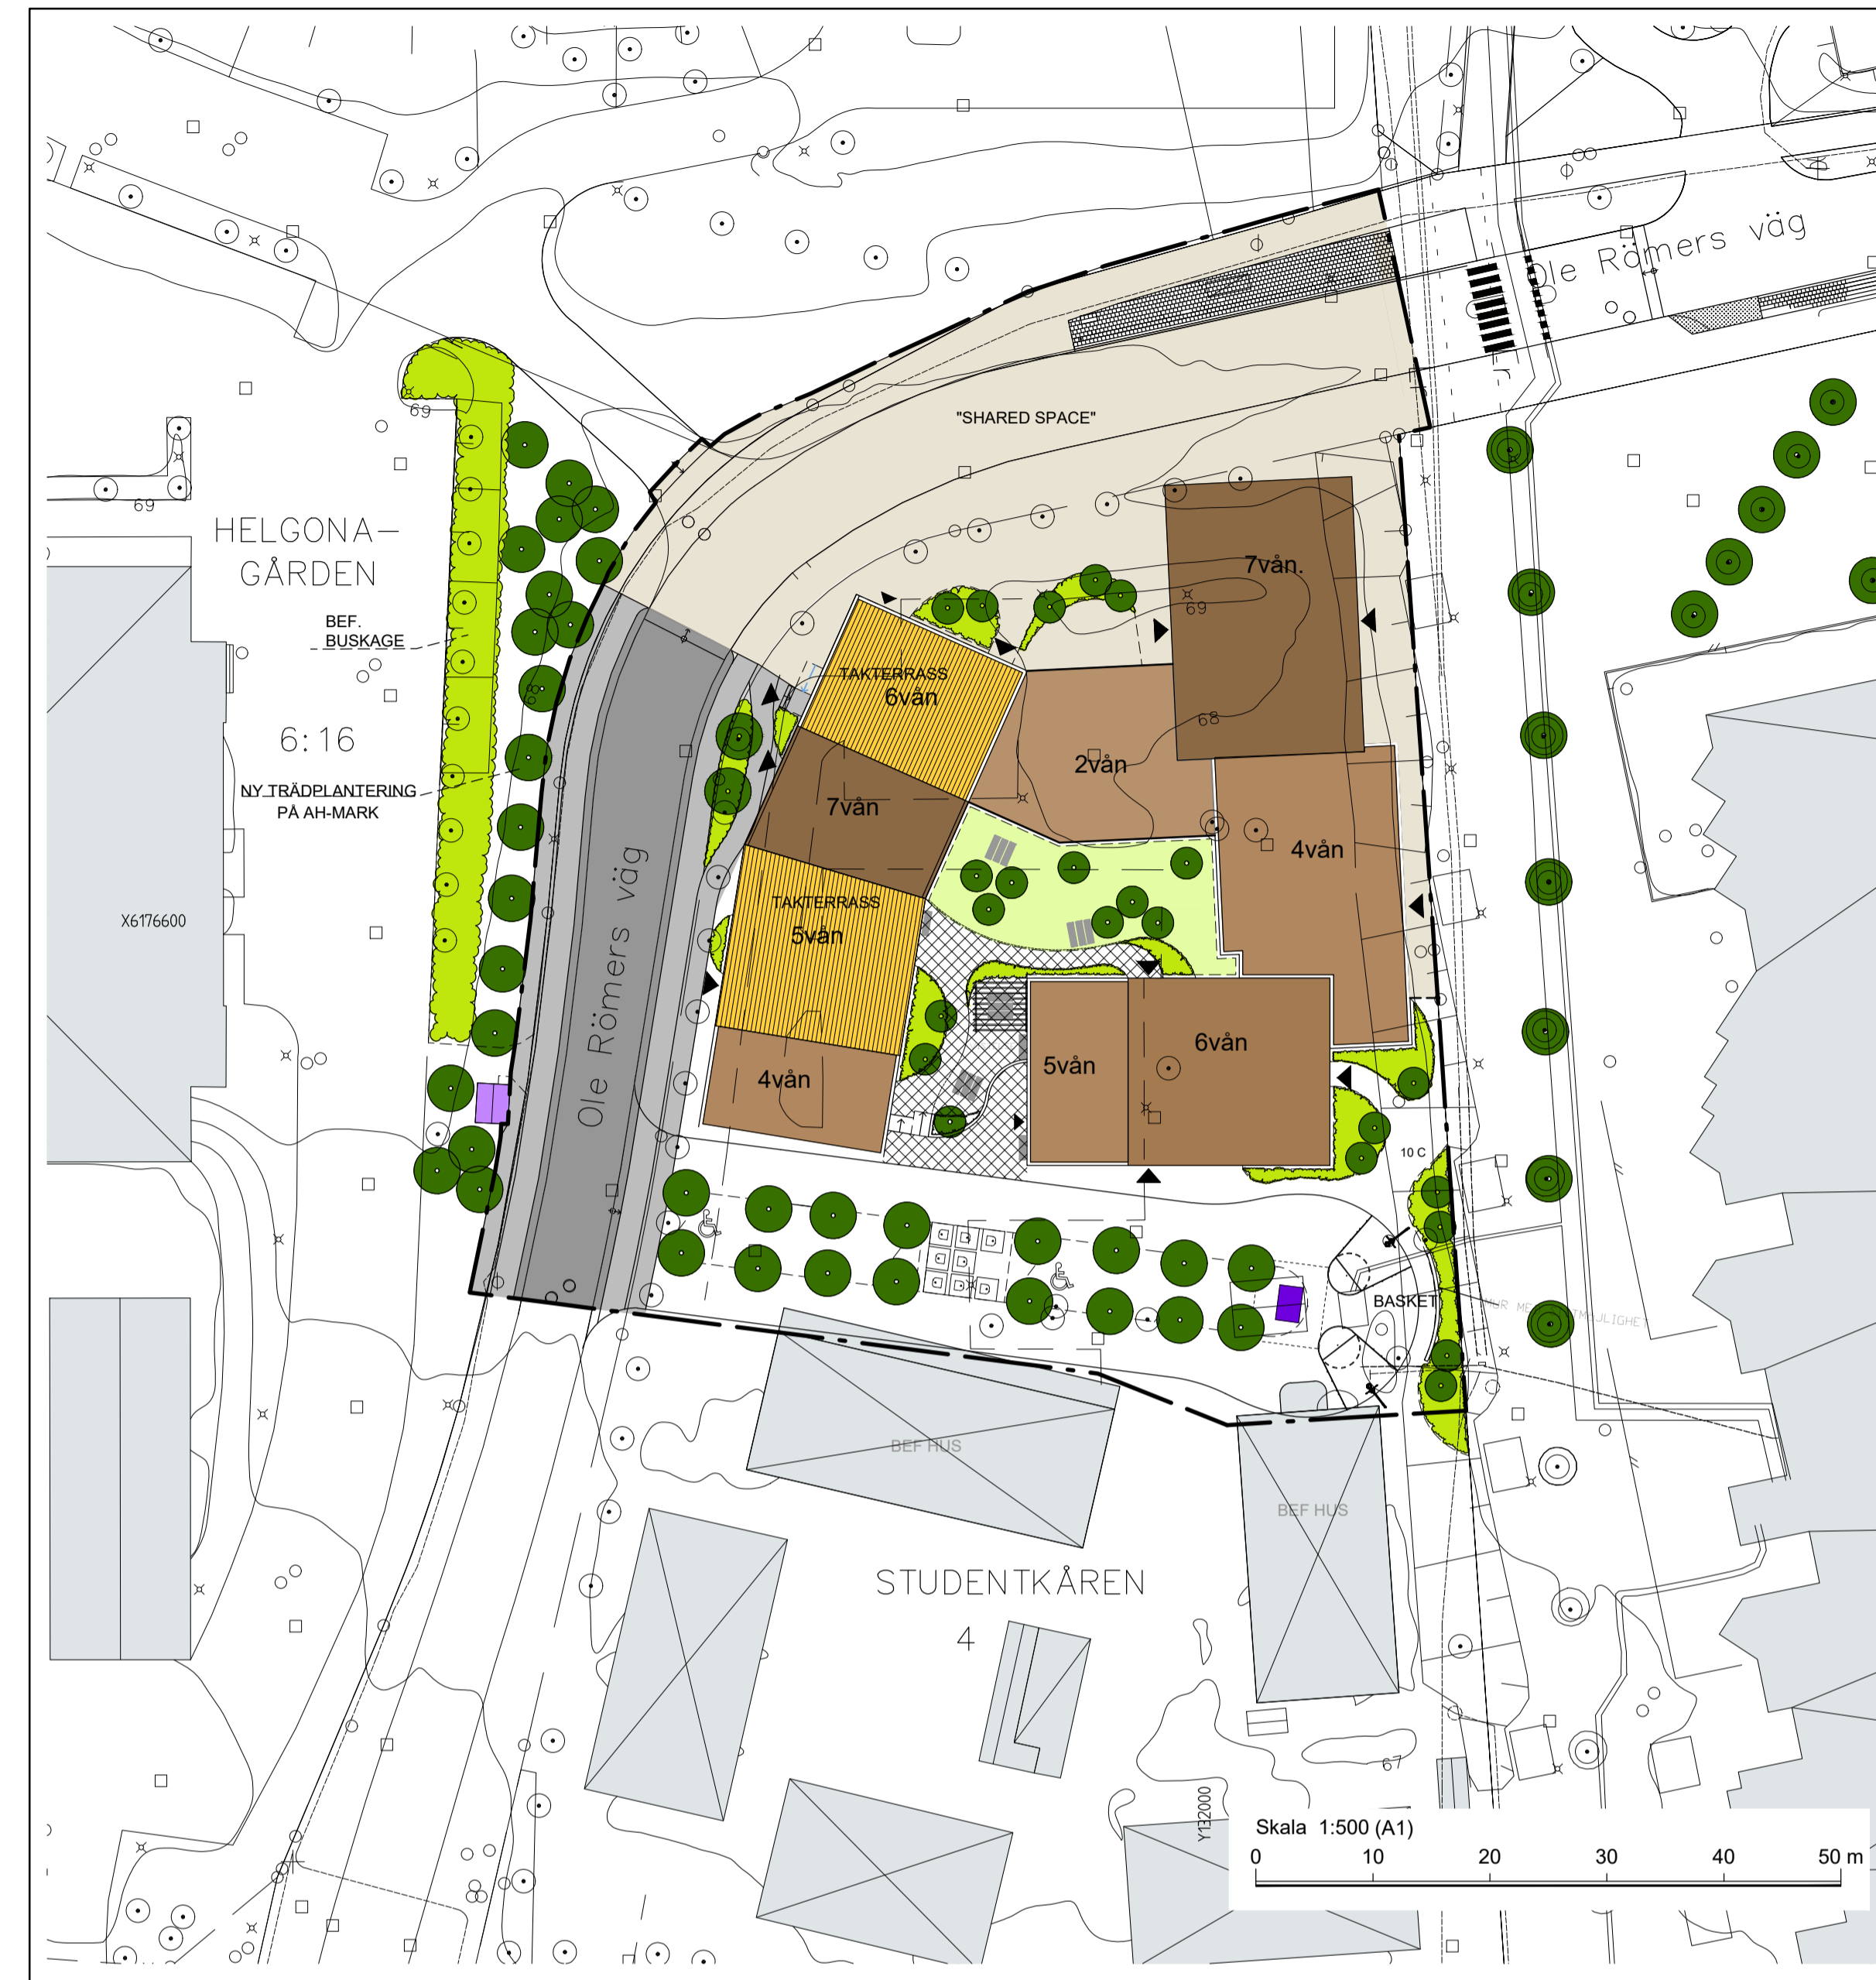 Ole Römers väg
"SHARED SPACE"
69
69
HELGONA-
GÅRDEN
7vån.
69
BEF.
BUSKAGE
TAKTERRASS
6vån
68
68
6:16
2vån
NY TRÄDPLANTERING
PÅ AH-MARK
7vån
4vån
Ole Römers väg
TAKTERRASS
X6176600
5vån
6vån
5vån
4vån
10 C
BASKET
BEF HUS
BEF HUS
STUDENTKÅREN
4
67
Y132000
Skala 1:500 (A1)
0 10 20 30 40 50 m